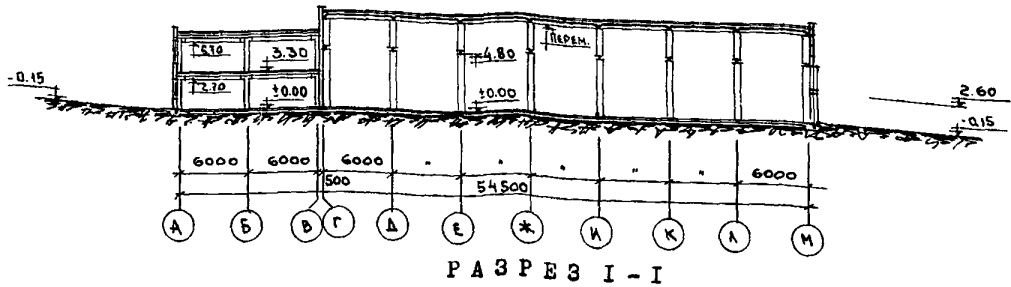 ПЕРЕМ.
5.70
3.30
4.80
-0.15
2.70
±0.00
±0.00
2.60
-0.15
6000
6000
6000
"
"
"
"
"
6000
500
54500
А
Б
В
Г
Д
Е
Ж
И
К
Л
М
РАЗРЕЗ I-I